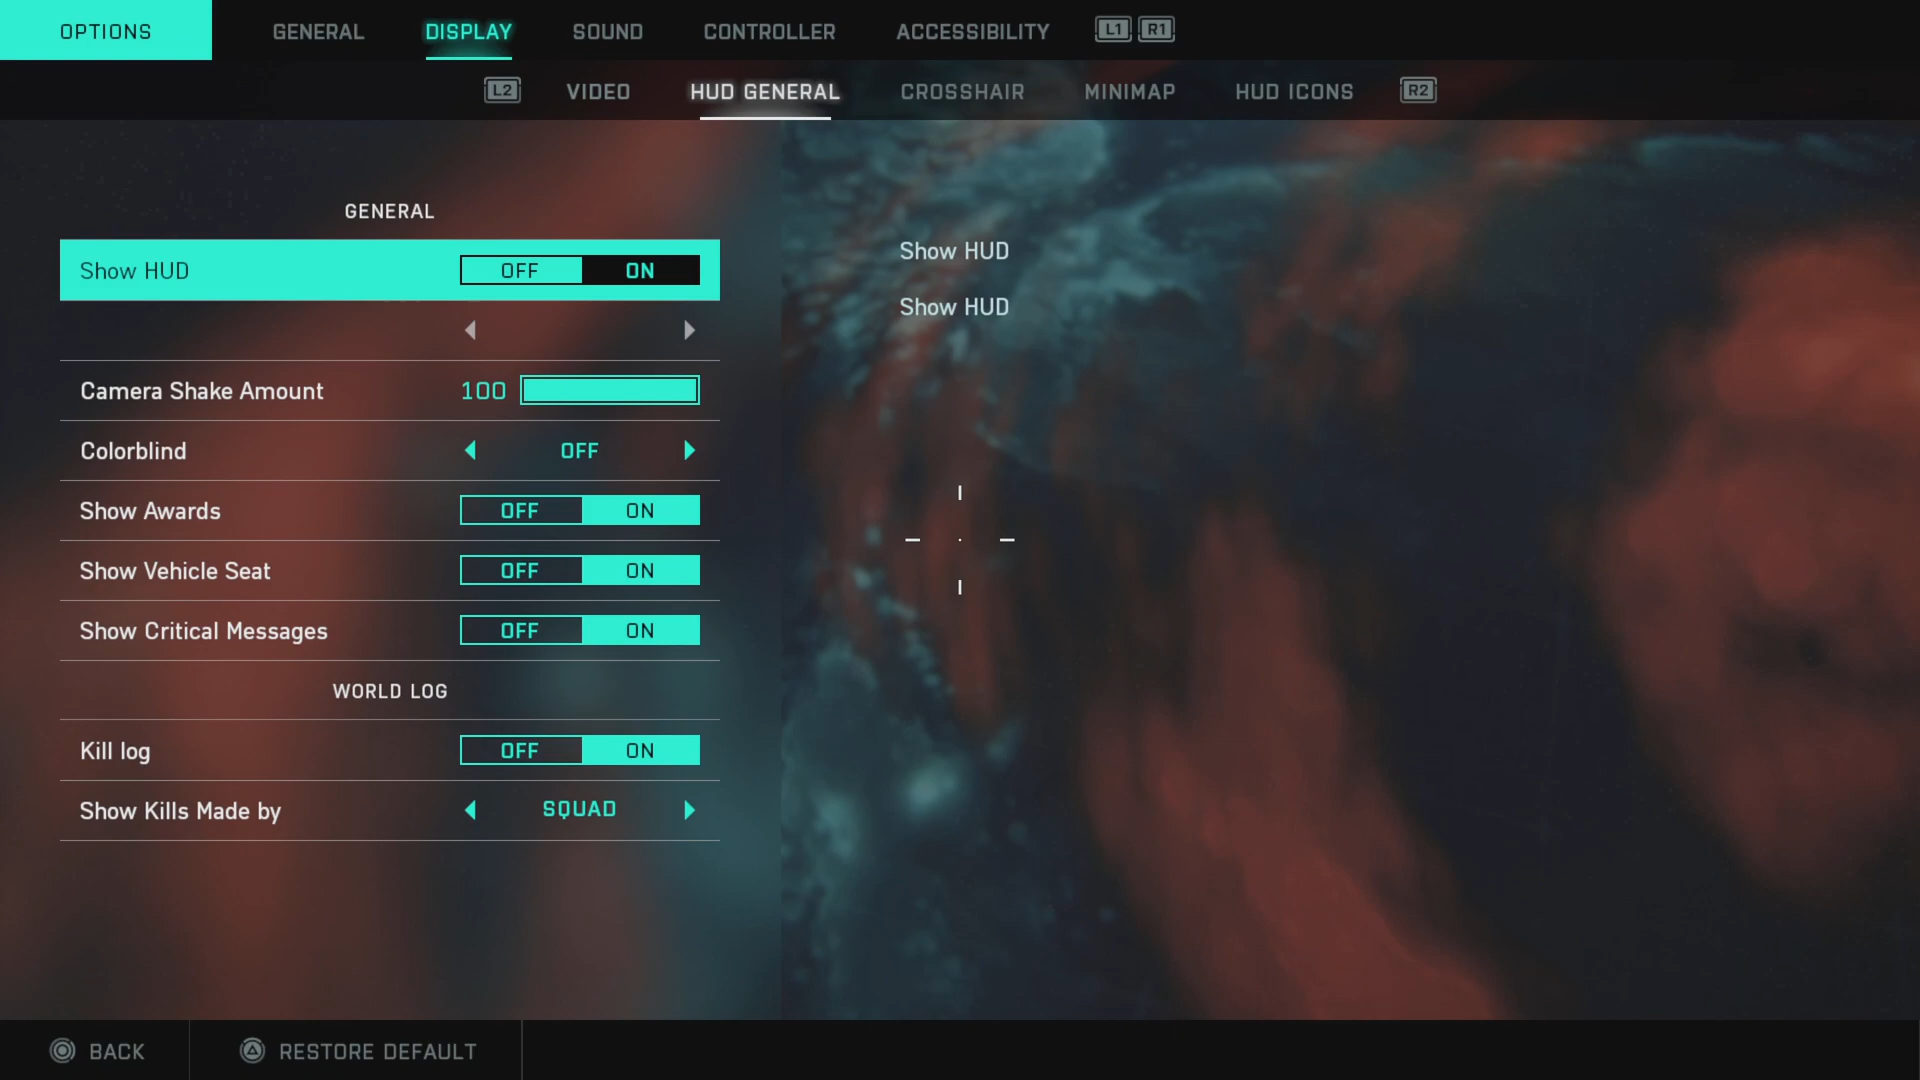 OPTIONS GENERAL DISPLAY SOUND CONTROLLER ACCESSIBILITY L1 R1
L2 VIDEO HUD GENERAL CROSSHAIR MINIMAP HUD ICONS R2
GENERAL
Show HUD OFF ON
Camera Shake Amount 100
Colorblind OFF
Show Awards OFF ON
Show Vehicle Seat OFF ON
Show Critical Messages OFF ON
WORLD LOG
Kill log OFF ON
Show Kills Made by SQUAD
Show HUD
Show HUD
BACK RESTORE DEFAULT